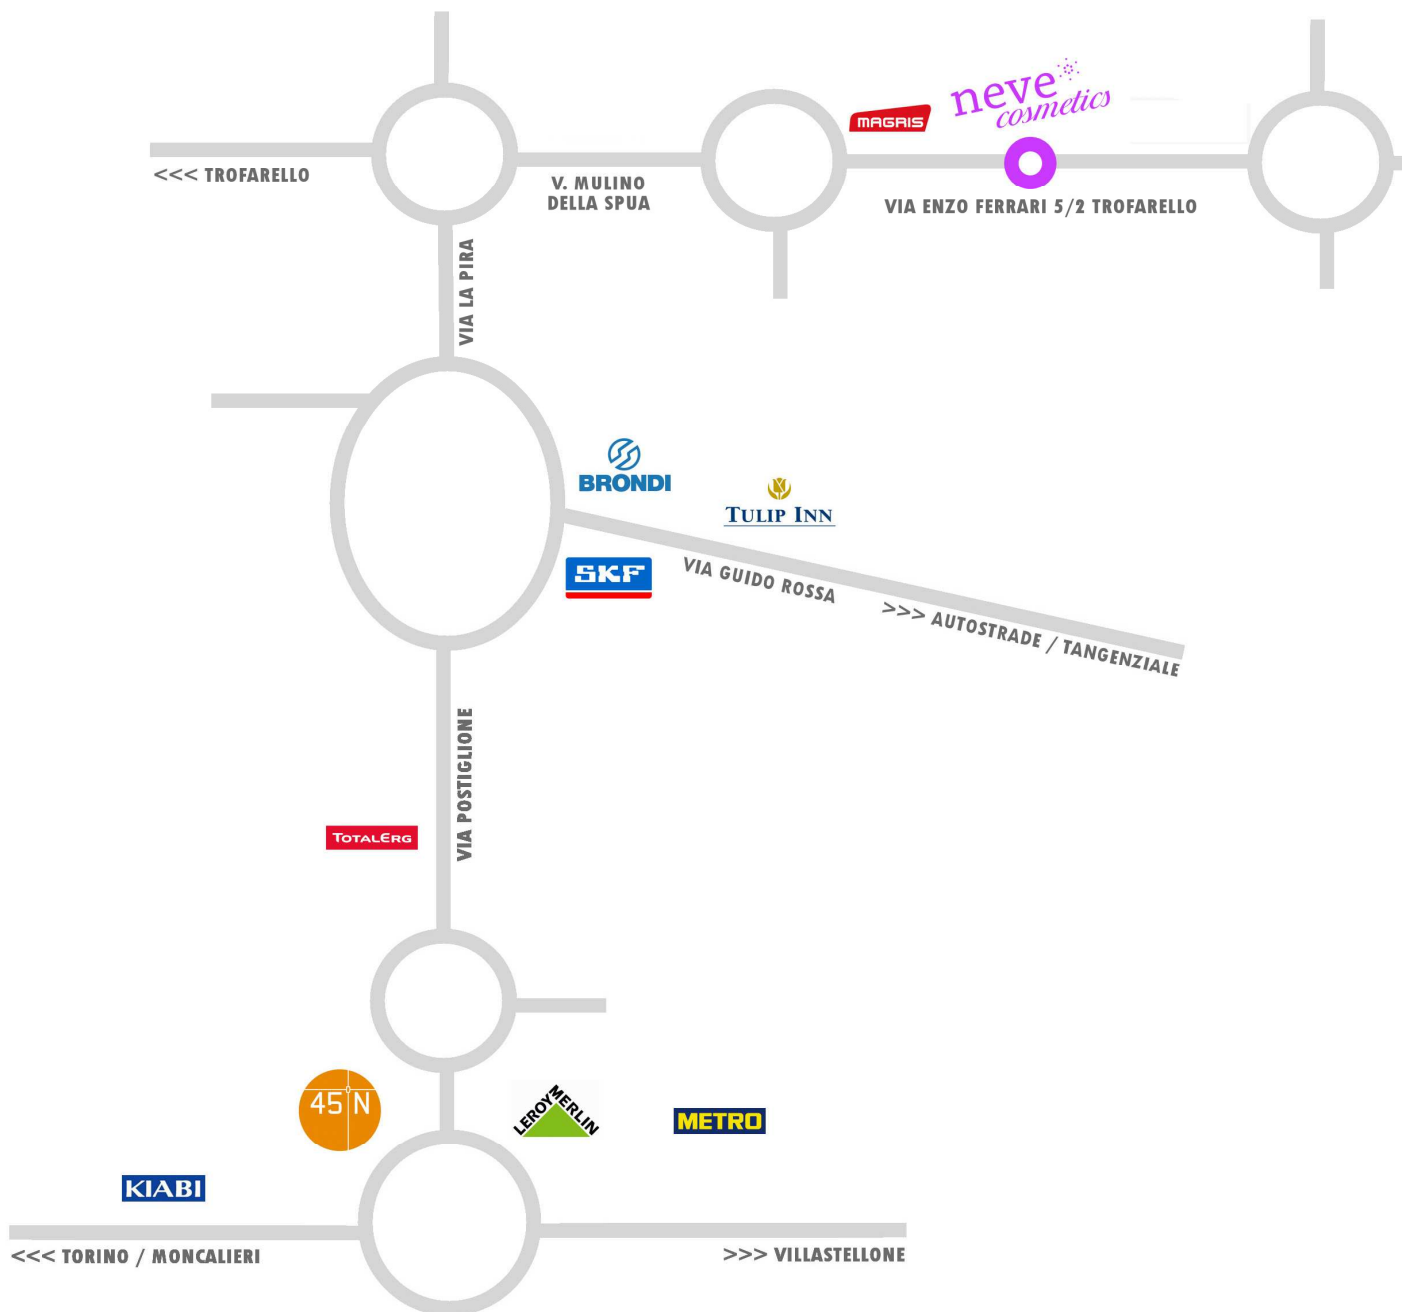 neve
cosmetics
MAGRIS
<<< TROFARELLO
V. MULINO
DELLA SPUA
VIA ENZO FERRARI 5/2 TROFARELLO
VIA LA PIRA
BRONDI
TULIP INN
SKF
VIA GUIDO ROSSA
>>> AUTOSTRADE / TANGENZIALE
VIA POSTIGLIONE
TOTALERG
45°N
LEROY MERLIN
METRO
KIABI
<<< TORINO / MONCALIERI
>>> VILLASTELLONE